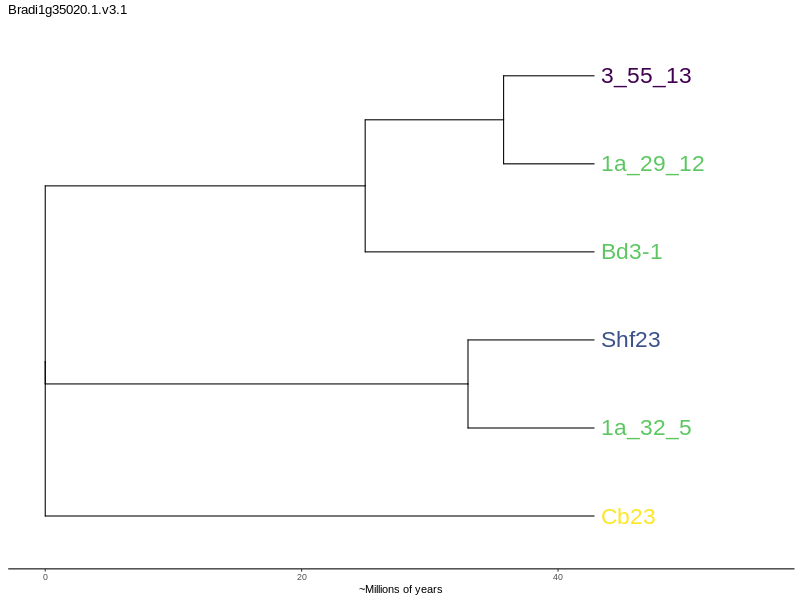 Bradi1g35020.1.v3.1
3_55_13
1a_29_12
Bd3-1
Shf23
1a_32_5
Cb23
0 20 40
~Millions of years